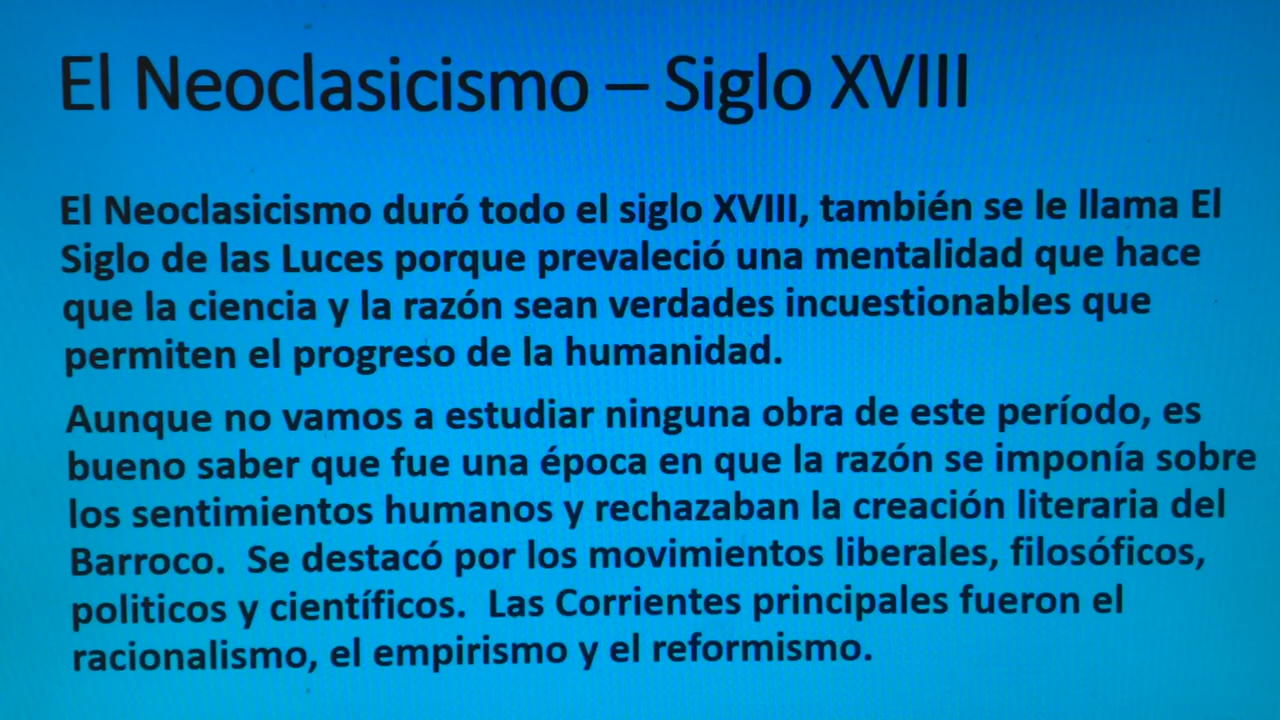 El Neoclasicismo – Siglo XVIII
El Neoclasicismo duró todo el siglo XVIII, también se le llama El
Siglo de las Luces porque prevaleció una mentalidad que hace
que la ciencia y la razón sean verdades incuestionables que
permiten el progreso de la humanidad.
Aunque no vamos a estudiar ninguna obra de este período, es
bueno saber que fue una época en que la razón se imponía sobre
los sentimientos humanos y rechazaban la creación literaria del
Barroco.  Se destacó por los movimientos liberales, filosóficos,
politicos y científicos.  Las Corrientes principales fueron el
racionalismo, el empirismo y el reformismo.